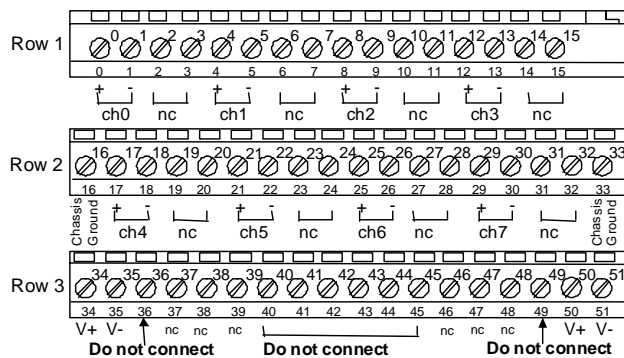 0 1 2 3 4 5 6 7 8 9 10 11 12 13 14 15
Row 1
0 1 2 3 4 5 6 7 8 9 10 11 12 13 14 15
+ - + - + - + -
ch0 nc ch1 nc ch2 nc ch3 nc
16 17 18 19 20 21 22 23 24 25 26 27 28 29 30 31 32 33
Row 2
16 17 18 19 20 21 22 23 24 25 26 27 28 29 30 31 32 33
Chassis Ground + - + - + - + - Chassis Ground
ch4 nc ch5 nc ch6 nc ch7 nc
34 35 36 37 38 39 40 41 42 43 44 45 46 47 48 49 50 51
Row 3
34 35 36 37 38 39 40 41 42 43 44 45 46 47 48 49 50 51
V+ V- nc nc nc nc nc nc V+ V-
Do not connect Do not connect Do not connect